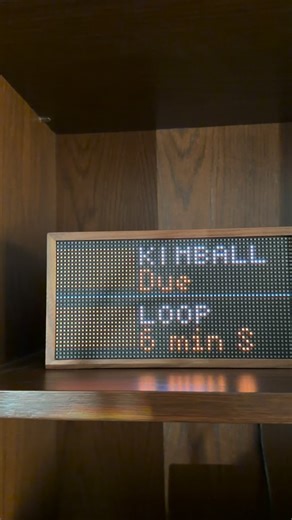 KIMBALL
Due
LOOP
6 min S